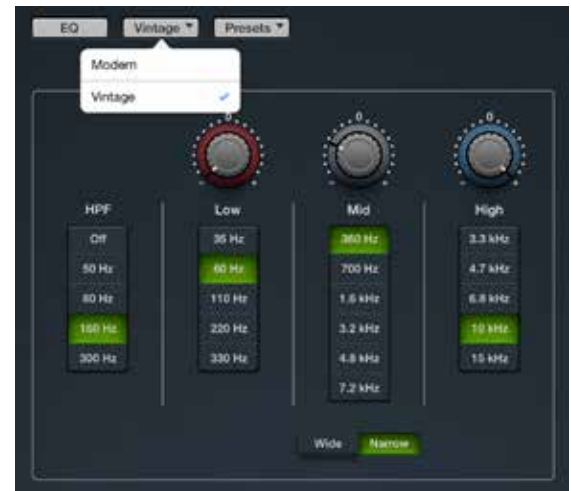 EQ Vintage Presets
Modern
Vintage
0 0 0
HPF Low Mid High
Off 35 Hz 360 Hz 3.3 kHz
50 Hz 60 Hz 700 Hz 4.7 kHz
80 Hz 110 Hz 1.6 kHz 6.8 kHz
160 Hz 220 Hz 3.2 kHz 10 kHz
300 Hz 330 Hz 4.8 kHz 15 kHz
7.2 kHz
Wide Narrow